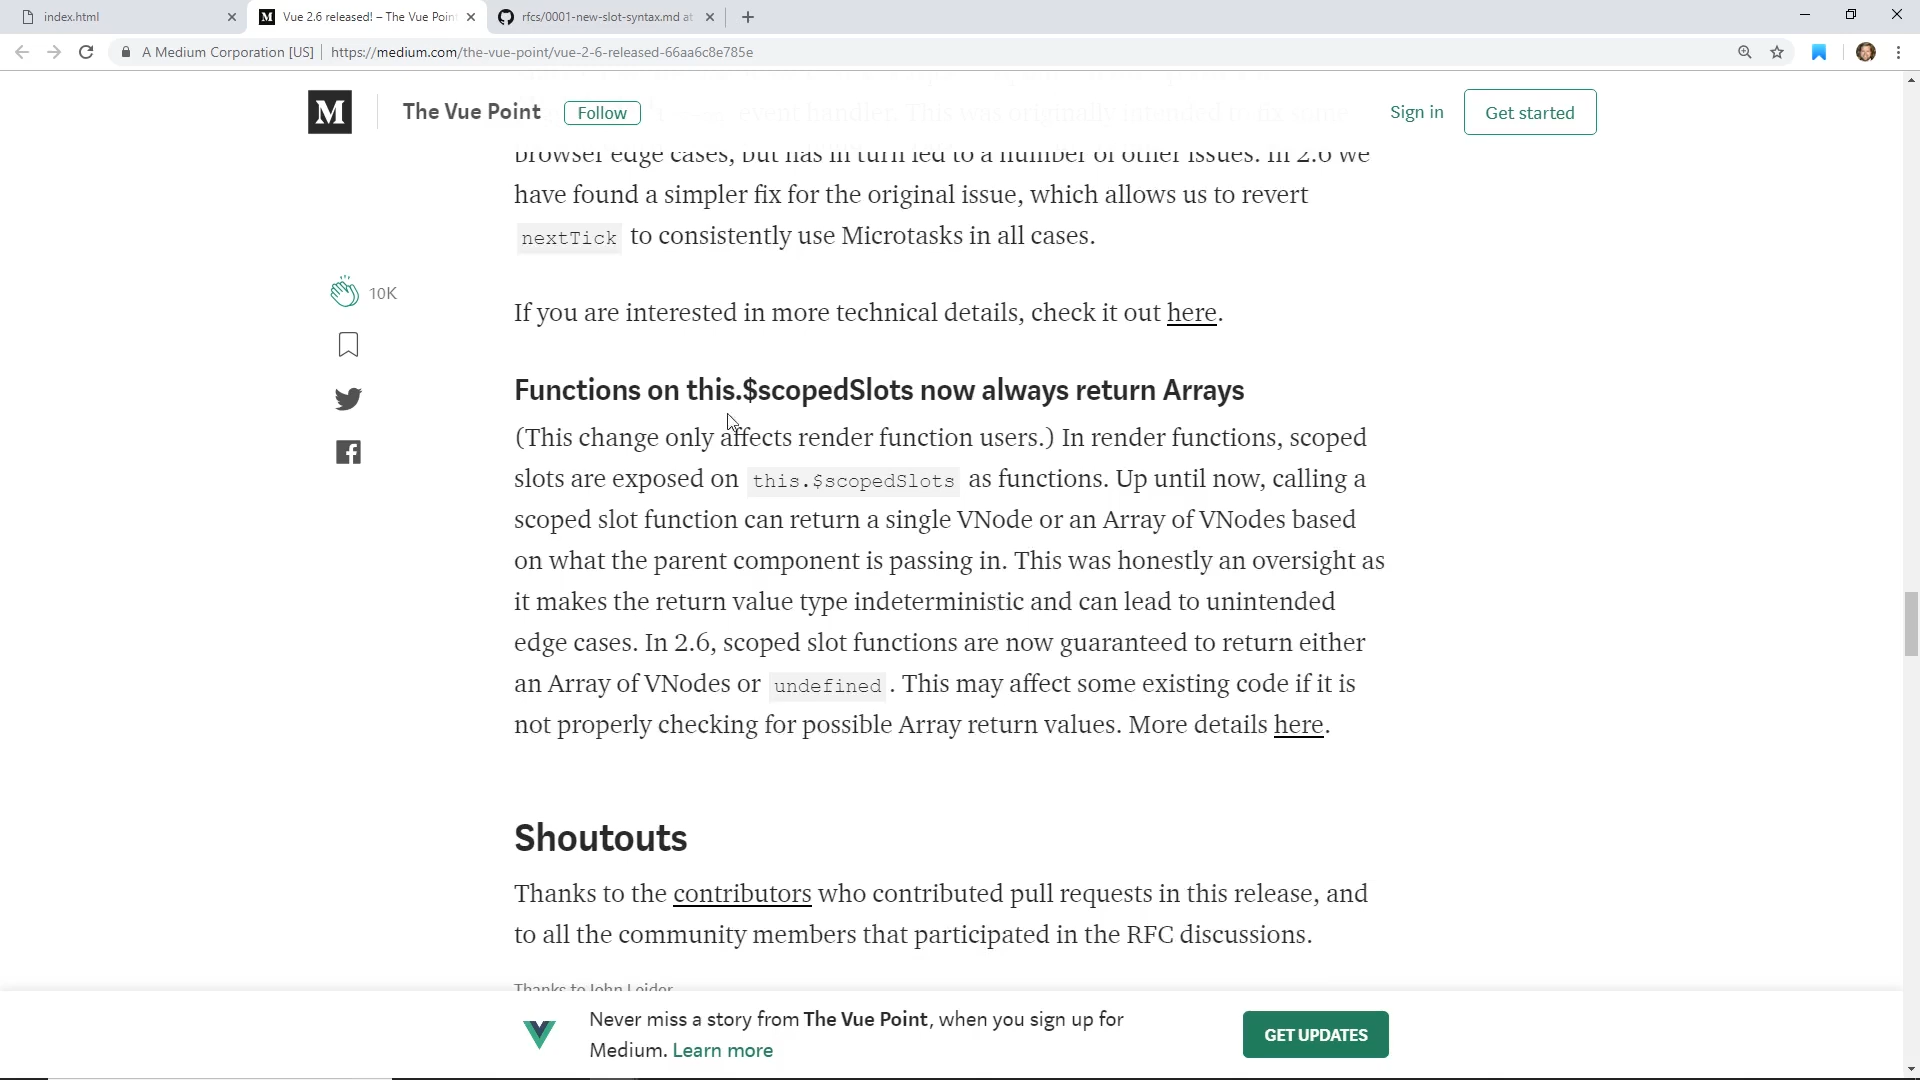 index.html
Vue 2.6 released! – The Vue Poin
rfcs/0001-new-slot-syntax.md at
A Medium Corporation [US] | https://medium.com/the-vue-point/vue-2-6-released-66aa6c8e785e
M
The Vue Point
Follow
Sign in
Get started
event handler. This was originally intended to fix some
browser edge cases, but has in turn led to a number of other issues. In 2.6 we
have found a simpler fix for the original issue, which allows us to revert
nextTick to consistently use Microtasks in all cases.
10K
If you are interested in more technical details, check it out here.
Functions on this.$scopedSlots now always return Arrays
(This change only affects render function users.) In render functions, scoped
slots are exposed on this.$scopedSlots as functions. Up until now, calling a
scoped slot function can return a single VNode or an Array of VNodes based
on what the parent component is passing in. This was honestly an oversight as
it makes the return value type indeterministic and can lead to unintended
edge cases. In 2.6, scoped slot functions are now guaranteed to return either
an Array of VNodes or undefined. This may affect some existing code if it is
not properly checking for possible Array return values. More details here.
Shoutouts
Thanks to the contributors who contributed pull requests in this release, and
to all the community members that participated in the RFC discussions.
Thanks to John Leider
Never miss a story from The Vue Point, when you sign up for
Medium. Learn more
GET UPDATES